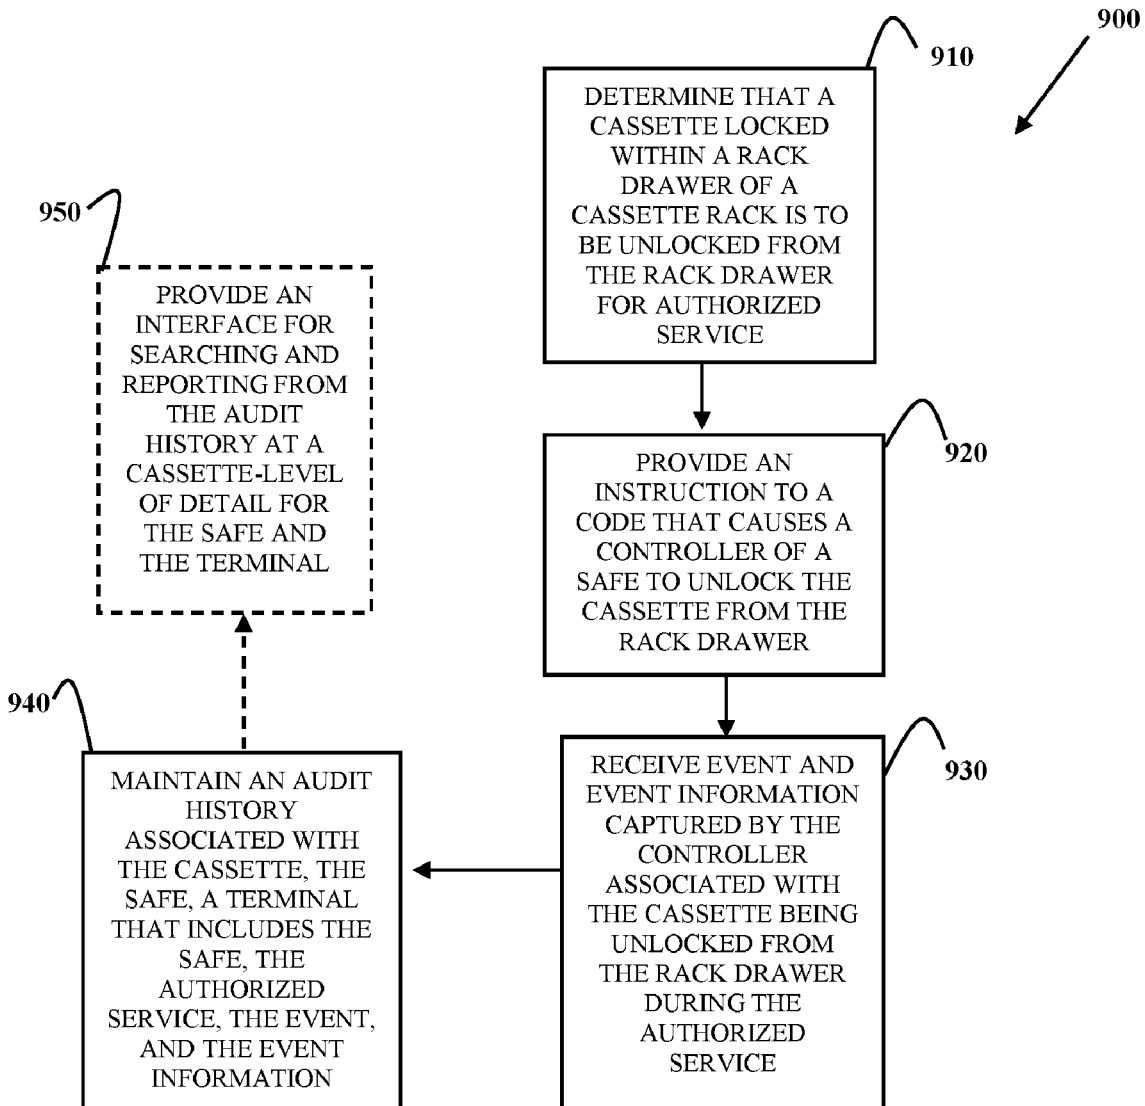 900
910
DETERMINE THAT A
CASSETTE LOCKED
WITHIN A RACK
DRAWER OF A
CASSETTE RACK IS TO
BE UNLOCKED FROM
THE RACK DRAWER
FOR AUTHORIZED
SERVICE
920
PROVIDE AN
INSTRUCTION TO A
CODE THAT CAUSES A
CONTROLLER OF A
SAFE TO UNLOCK THE
CASSETTE FROM THE
RACK DRAWER
930
RECEIVE EVENT AND
EVENT INFORMATION
CAPTURED BY THE
CONTROLLER
ASSOCIATED WITH
THE CASSETTE BEING
UNLOCKED FROM
THE RACK DRAWER
DURING THE
AUTHORIZED
SERVICE
940
MAINTAIN AN AUDIT
HISTORY
ASSOCIATED WITH
THE CASSETTE, THE
SAFE, A TERMINAL
THAT INCLUDES THE
SAFE, THE
AUTHORIZED
SERVICE, THE EVENT,
AND THE EVENT
INFORMATION
950
PROVIDE AN
INTERFACE FOR
SEARCHING AND
REPORTING FROM
THE AUDIT
HISTORY AT A
CASSETTE-LEVEL
OF DETAIL FOR
THE SAFE AND
THE TERMINAL